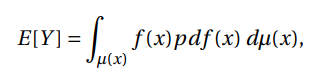 E[Y] = ∫_{μ(x)} f(x)pdf(x) dμ(x),